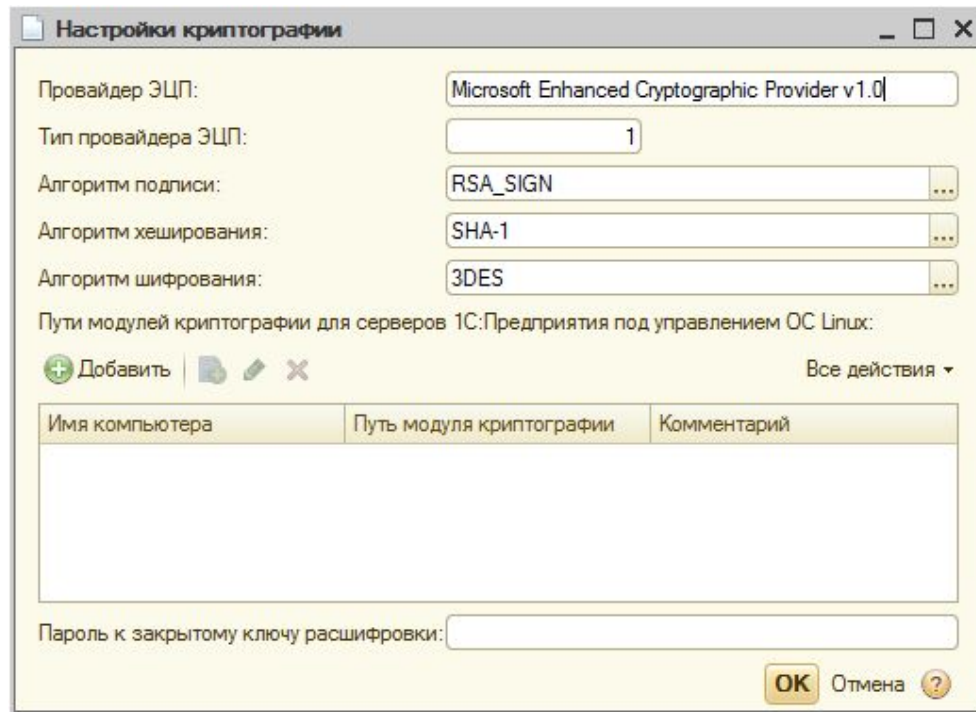 Настройки криптографии
Провайдер ЭЦП: Microsoft Enhanced Cryptographic Provider v1.0
Тип провайдера ЭЦП: 1
Алгоритм подписи: RSA_SIGN ...
Алгоритм хеширования: SHA-1 ...
Алгоритм шифрования: 3DES ...
Пути модулей криптографии для серверов 1С:Предприятия под управлением ОС Linux:
Добавить Все действия
Имя компьютера Путь модуля криптографии Комментарий
Пароль к закрытому ключу расшифровки:
OK Отмена ?